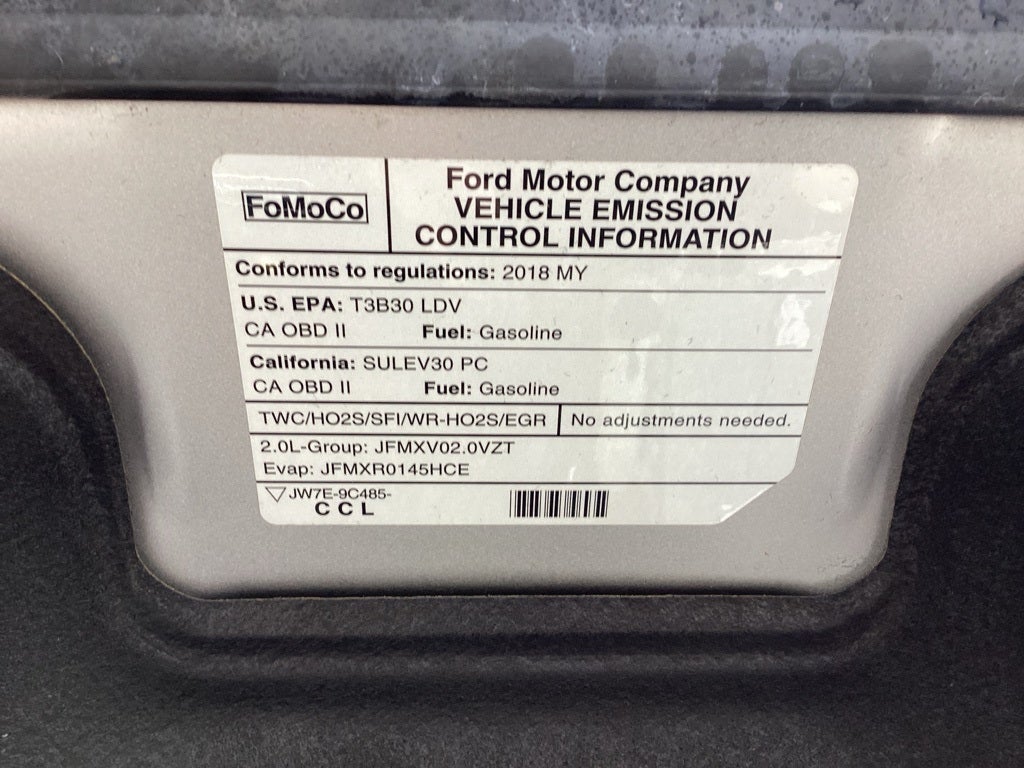 FoMoCo
Ford Motor Company
VEHICLE EMISSION
CONTROL INFORMATION
Conforms to regulations: 2018 MY
U.S. EPA: T3B30 LDV
CA OBD II Fuel: Gasoline
California: SULEV30 PC
CA OBD II Fuel: Gasoline
TWC/HO2S/SFI/WR-HO2S/EGR No adjustments needed.
2.0L-Group: JFMXV02.0VZT
Evap: JFMXR0145HCE
JW7E-9C485-
CCL